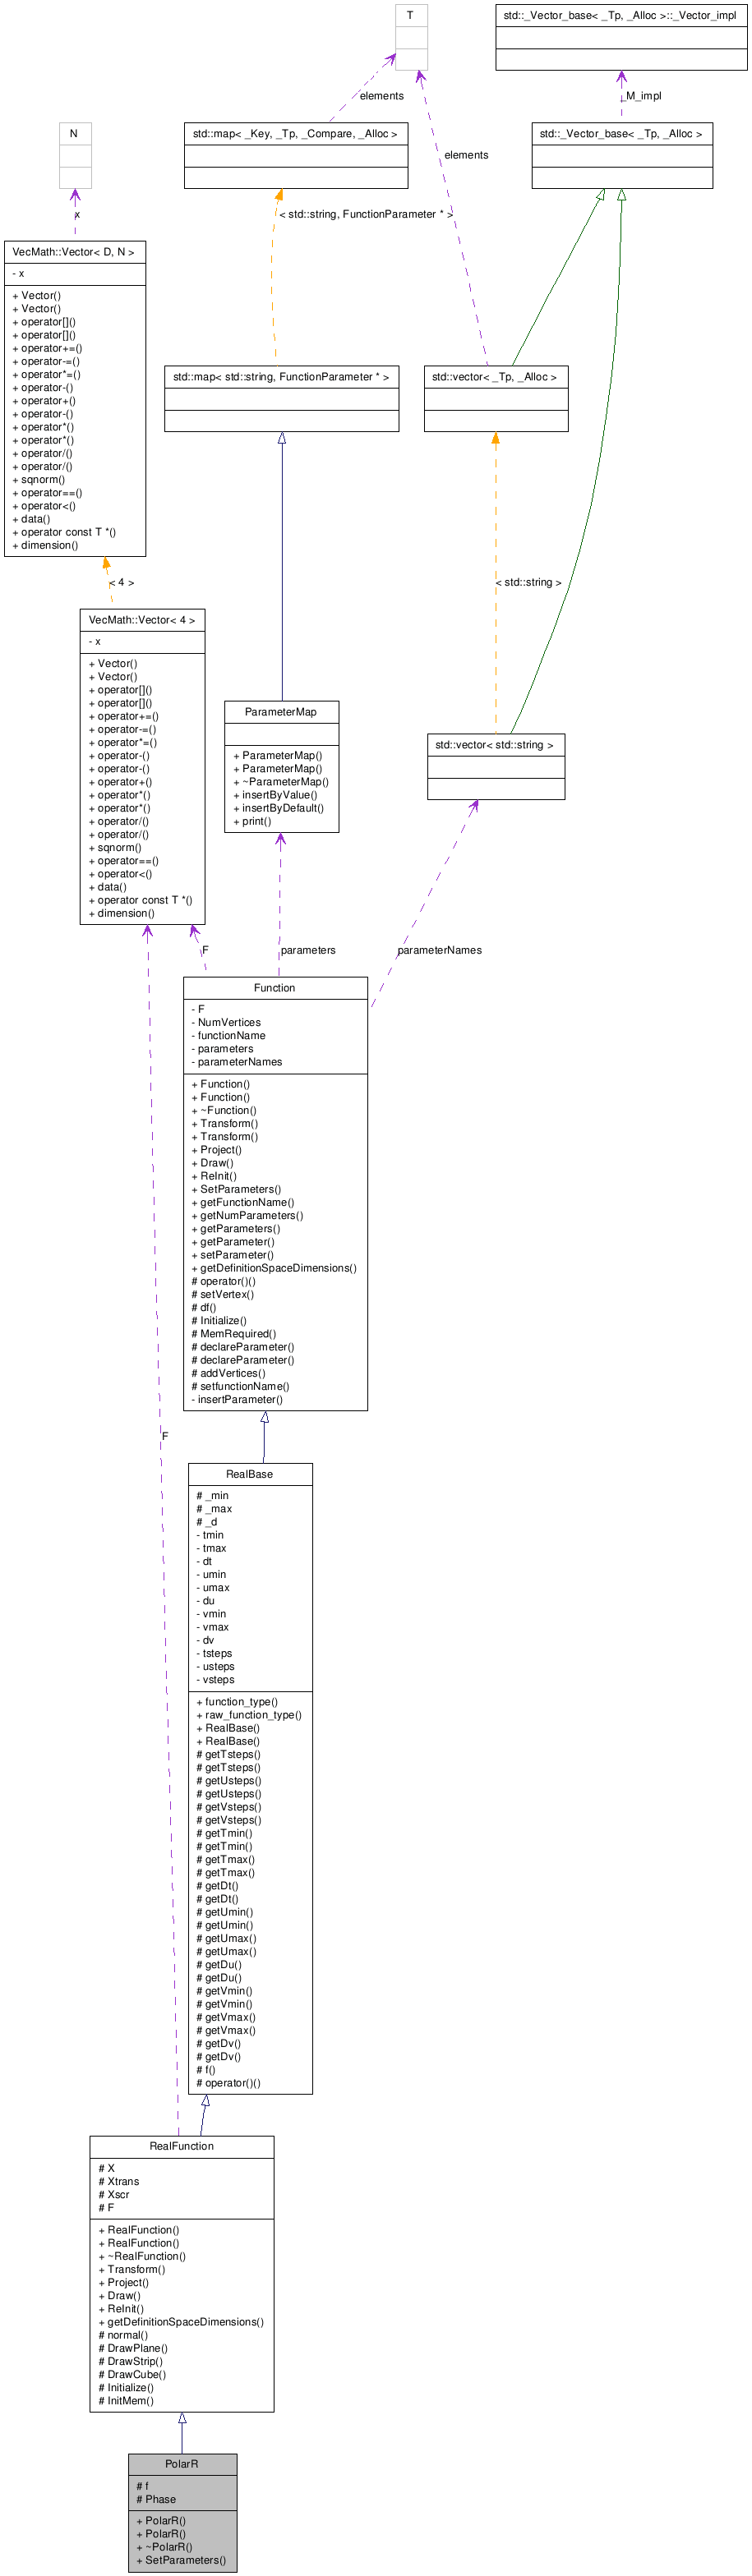 T
std::_Vector_base< _Tp, _Alloc >::_Vector_impl
elements
_M_impl
N
std::map< _Key, _Tp, _Compare, _Alloc >
std::_Vector_base< _Tp, _Alloc >
elements
x
< std::string, FunctionParameter * >
VecMath::Vector< D, N >
- x
+ Vector()
+ Vector()
+ operator[]()
+ operator[]()
+ operator+=()
+ operator-=()
+ operator*=()
+ operator-()
+ operator+()
+ operator-()
+ operator*()
+ operator*()
+ operator/()
+ operator/()
+ sqnorm()
+ operator==()
+ operator<()
+ data()
+ operator const T *()
+ dimension()
std::map< std::string, FunctionParameter * >
std::vector< _Tp, _Alloc >
< 4 >
< std::string >
VecMath::Vector< 4 >
- x
+ Vector()
+ Vector()
+ operator[]()
+ operator[]()
+ operator+=()
+ operator-=()
+ operator*=()
+ operator-()
+ operator-()
+ operator+()
+ operator*()
+ operator*()
+ operator/()
+ operator/()
+ sqnorm()
+ operator==()
+ operator<()
+ data()
+ operator const T *()
+ dimension()
ParameterMap
+ ParameterMap()
+ ParameterMap()
+ ~ParameterMap()
+ insertByValue()
+ insertByDefault()
+ print()
std::vector< std::string >
F
parameters
parameterNames
Function
- F
- NumVertices
- functionName
- parameters
- parameterNames
+ Function()
+ Function()
+ ~Function()
+ Transform()
+ Transform()
+ Project()
+ Draw()
+ ReInit()
+ SetParameters()
+ getFunctionName()
+ getNumParameters()
+ getParameters()
+ getParameter()
+ setParameter()
+ getDefinitionSpaceDimensions()
# operator()()
# setVertex()
# df()
# Initialize()
# MemRequired()
# declareParameter()
# declareParameter()
# addVertices()
# setfunctionName()
- insertParameter()
F
RealBase
# _min
# _max
# _d
- tmin
- tmax
- dt
- umin
- umax
- du
- vmin
- vmax
- dv
- tsteps
- usteps
- vsteps
+ function_type()
+ raw_function_type()
+ RealBase()
+ RealBase()
# getTsteps()
# getTsteps()
# getUsteps()
# getUsteps()
# getVsteps()
# getVsteps()
# getTmin()
# getTmin()
# getTmax()
# getTmax()
# getDt()
# getDt()
# getUmin()
# getUmin()
# getUmax()
# getUmax()
# getDu()
# getDu()
# getVmin()
# getVmin()
# getVmax()
# getVmax()
# getDv()
# getDv()
# f()
# operator()()
RealFunction
# X
# Xtrans
# Xscr
# F
+ RealFunction()
+ RealFunction()
+ ~RealFunction()
+ Transform()
+ Project()
+ Draw()
+ ReInit()
+ getDefinitionSpaceDimensions()
# normal()
# DrawPlane()
# DrawStrip()
# DrawCube()
# Initialize()
# InitMem()
PolarR
# f
# Phase
+ PolarR()
+ PolarR()
+ ~PolarR()
+ SetParameters()